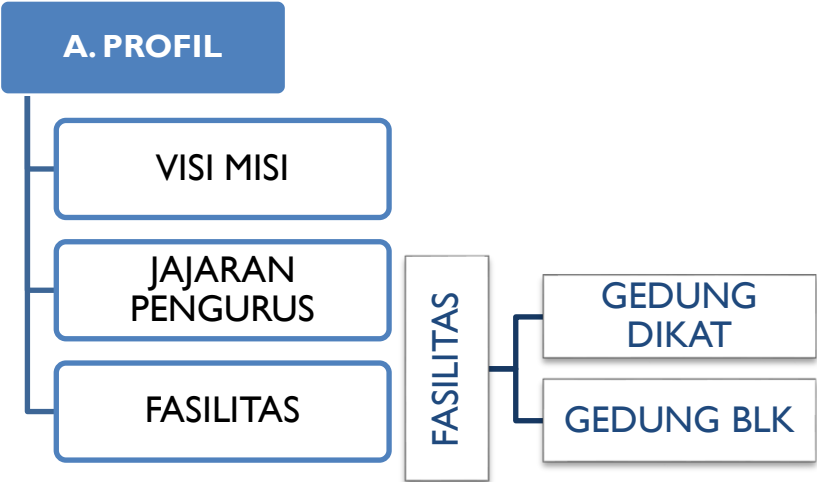 A. PROFIL
VISI MISI
JAJARAN
PENGURUS
FASILITAS
FASILITAS
GEDUNG
DIKAT
GEDUNG BLK